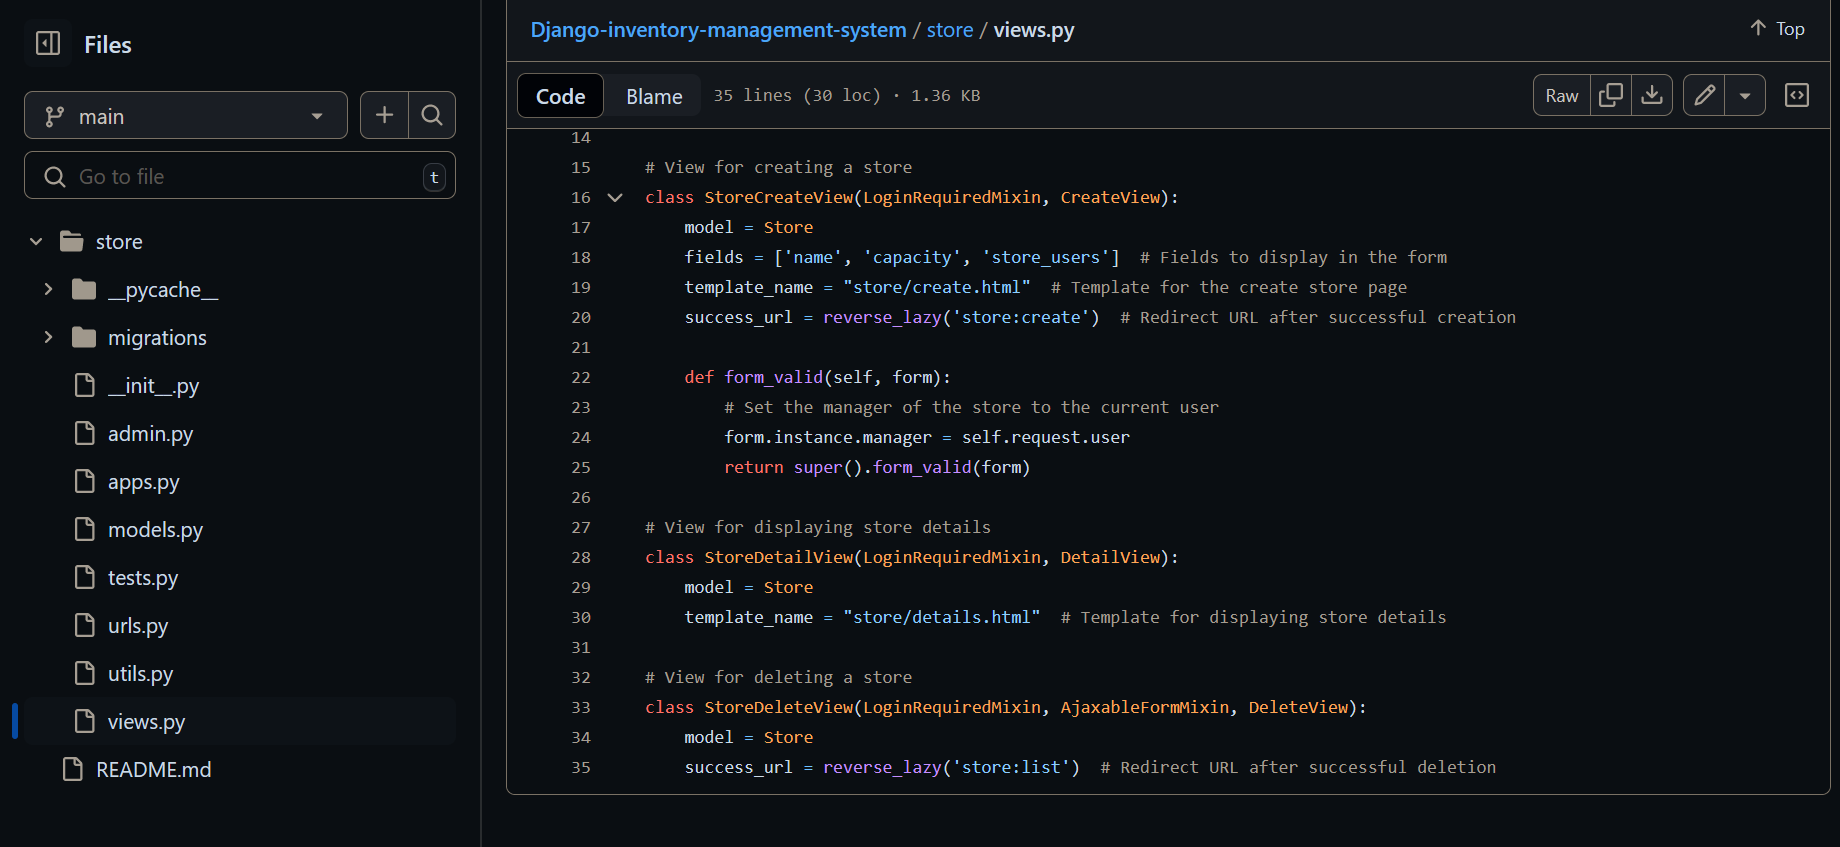 Files
main
Go to file
t
store
__pycache__
migrations
__init__.py
admin.py
apps.py
models.py
tests.py
urls.py
utils.py
views.py
README.md
Django-inventory-management-system / store / views.py
Top
Code Blame 35 lines (30 loc) · 1.36 KB
Raw
14
15 # View for creating a store
16 class StoreCreateView(LoginRequiredMixin, CreateView):
17     model = Store
18     fields = ['name', 'capacity', 'store_users']  # Fields to display in the form
19     template_name = "store/create.html"  # Template for the create store page
20     success_url = reverse_lazy('store:create')  # Redirect URL after successful creation
21
22     def form_valid(self, form):
23         # Set the manager of the store to the current user
24         form.instance.manager = self.request.user
25         return super().form_valid(form)
26
27 # View for displaying store details
28 class StoreDetailView(LoginRequiredMixin, DetailView):
29     model = Store
30     template_name = "store/details.html"  # Template for displaying store details
31
32 # View for deleting a store
33 class StoreDeleteView(LoginRequiredMixin, AjaxableFormMixin, DeleteView):
34     model = Store
35     success_url = reverse_lazy('store:list')  # Redirect URL after successful deletion